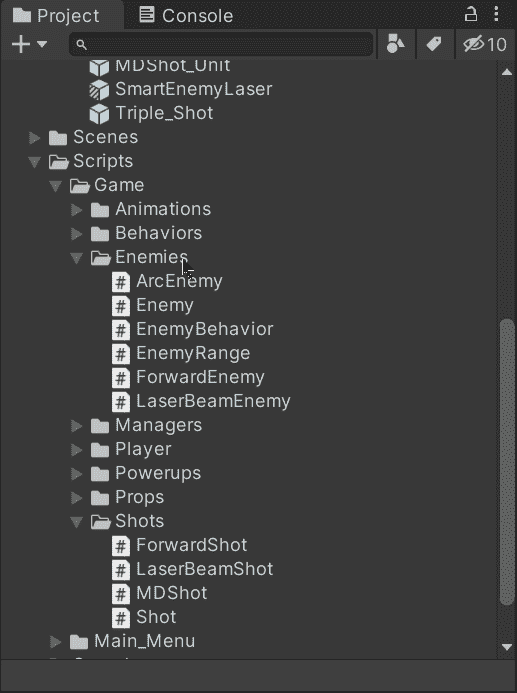 Project
Console
10
MDShot_Unit
SmartEnemyLaser
Triple_Shot
Scenes
Scripts
Game
Animations
Behaviors
Enemies
# ArcEnemy
# Enemy
# EnemyBehavior
# EnemyRange
# ForwardEnemy
# LaserBeamEnemy
Managers
Player
Powerups
Props
Shots
# ForwardShot
# LaserBeamShot
# MDShot
# Shot
Main_Menu